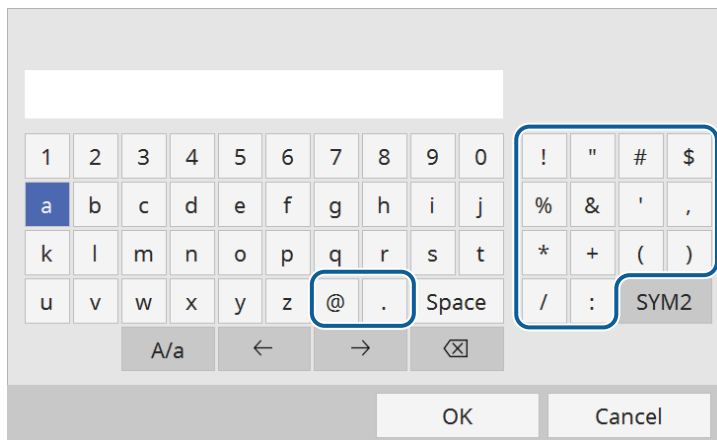 1 2 3 4 5 6 7 8 9 0 ! " # $
a b c d e f g h i j % & ' ,
k l m n o p q r s t * + ( )
u v w x y z @ . Space / : SYM2
A/a ← → ⌫
OK Cancel